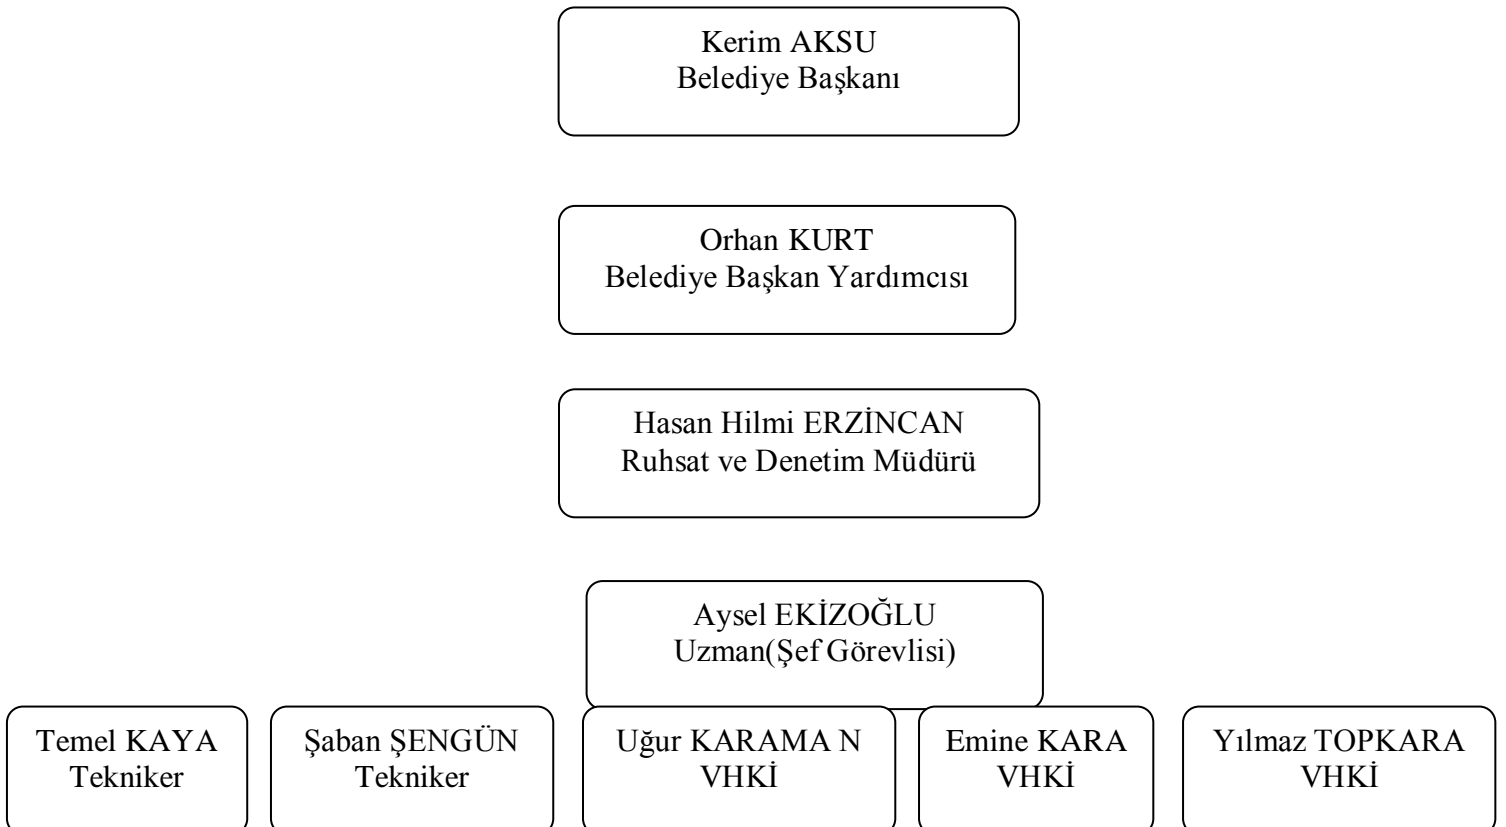 Kerim AKSU
Belediye Başkanı
Orhan KURT
Belediye Başkan Yardımcısı
Hasan Hilmi ERZİNCAN
Ruhsat ve Denetim Müdürü
Aysel EKİZOĞLU
Uzman(Şef Görevlisi)
Temel KAYA
Tekniker
Şaban ŞENGÜN
Tekniker
Uğur KARAMA N
VHKİ
Emine KARA
VHKİ
Yılmaz TOPKARA
VHKİ